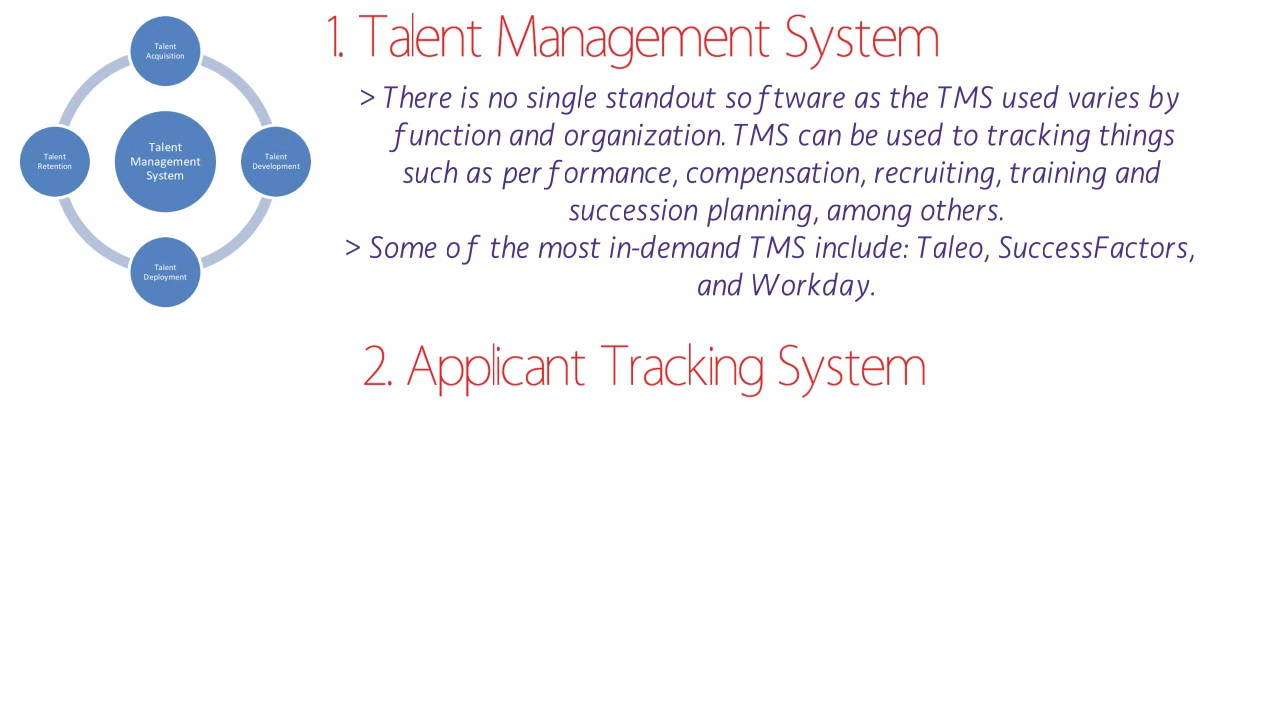 Talent
Acquisition
Talent
Retention
Talent
Management
System
Talent
Development
Talent
Deployment
1. Talent Management System
> There is no single standout software as the TMS used varies by
function and organization. TMS can be used to tracking things
such as performance, compensation, recruiting, training and
succession planning, among others.
> Some of the most in-demand TMS include: Taleo, SuccessFactors,
and Workday.
2. Applicant Tracking System